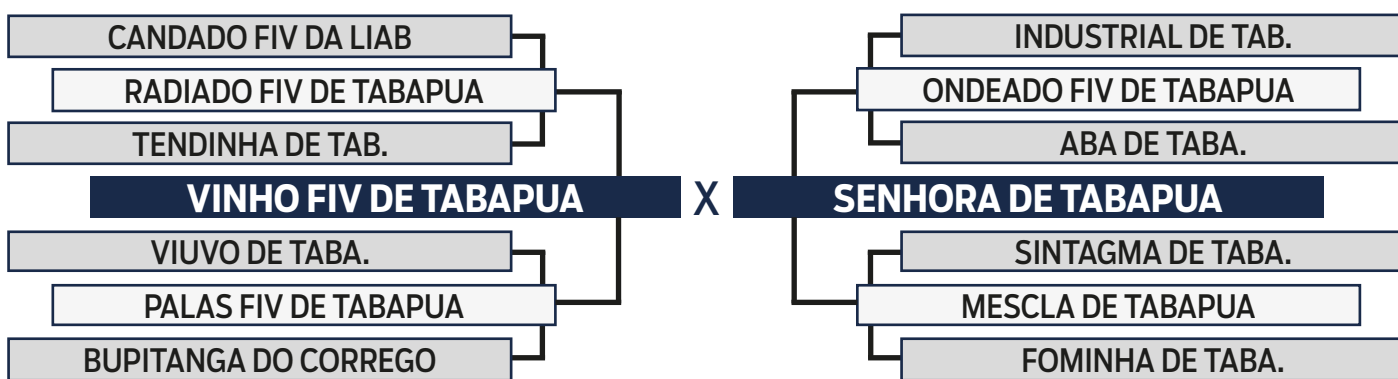 CANDADO FIV DA LIAB
RADIADO FIV DE TABAPUA
TENDINHA DE TAB.
VINHO FIV DE TABAPUA
VIUVO DE TABA.
PALAS FIV DE TABAPUA
BUPITANGA DO CORREGO
X
INDUSTRIAL DE TAB.
ONDEADO FIV DE TABAPUA
ABA DE TABA.
SENHORA DE TABAPUA
SINTAGMA DE TABA.
MESCLA DE TABAPUA
FOMINHA DE TABA.